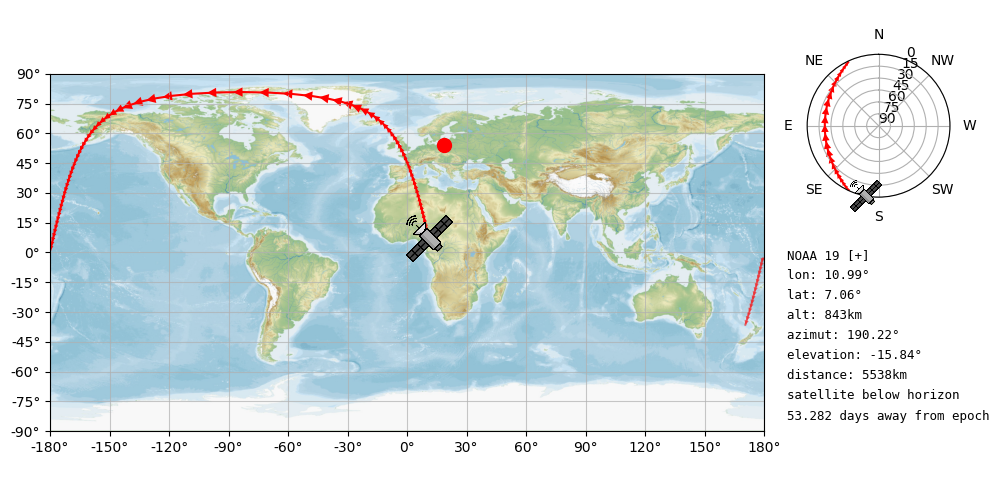 90°
75°
60°
45°
30°
15°
0°
-15°
-30°
-45°
-60°
-75°
-90°
-180° -150° -120° -90° -60° -30° 0° 30° 60° 90° 120° 150° 180°
N
NE NW
0
15
30
45
60
75
90
E W
SE SW
S
NOAA 19 [+]
lon: 10.99°
lat: 7.06°
alt: 843km
azimut: 190.22°
elevation: -15.84°
distance: 5538km
satellite below horizon
53.282 days away from epoch